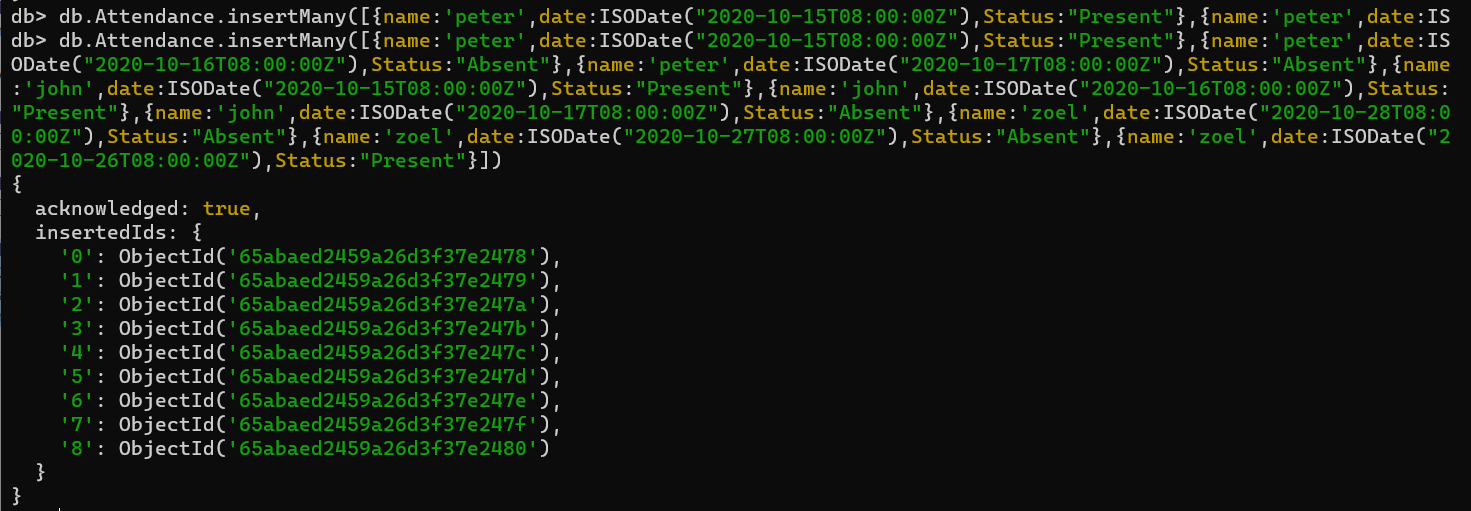 db> db.Attendance.insertMany([{name:'peter',date:ISODate("2020-10-15T08:00:00Z"),Status:"Present"},{name:'peter',date:IS
db> db.Attendance.insertMany([{name:'peter',date:ISODate("2020-10-15T08:00:00Z"),Status:"Present"},{name:'peter',date:IS
ODate("2020-10-16T08:00:00Z"),Status:"Absent"},{name:'peter',date:ISODate("2020-10-17T08:00:00Z"),Status:"Absent"},{name
:'john',date:ISODate("2020-10-15T08:00:00Z"),Status:"Present"},{name:'john',date:ISODate("2020-10-16T08:00:00Z"),Status:
"Present"},{name:'john',date:ISODate("2020-10-17T08:00:00Z"),Status:"Absent"},{name:'zoel',date:ISODate("2020-10-28T08:0
0:00Z"),Status:"Absent"},{name:'zoel',date:ISODate("2020-10-27T08:00:00Z"),Status:"Absent"},{name:'zoel',date:ISODate("2
020-10-26T08:00:00Z"),Status:"Present"}])
{
  acknowledged: true,
  insertedIds: {
    '0': ObjectId('65abaed2459a26d3f37e2478'),
    '1': ObjectId('65abaed2459a26d3f37e2479'),
    '2': ObjectId('65abaed2459a26d3f37e247a'),
    '3': ObjectId('65abaed2459a26d3f37e247b'),
    '4': ObjectId('65abaed2459a26d3f37e247c'),
    '5': ObjectId('65abaed2459a26d3f37e247d'),
    '6': ObjectId('65abaed2459a26d3f37e247e'),
    '7': ObjectId('65abaed2459a26d3f37e247f'),
    '8': ObjectId('65abaed2459a26d3f37e2480')
  }
}